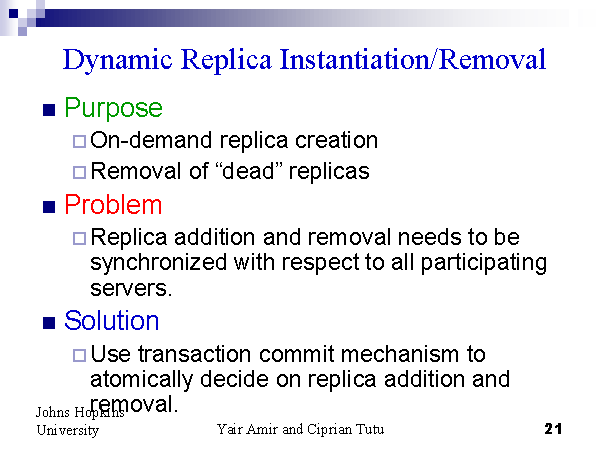 Dynamic Replica Instantiation/Removal
Purpose
On-demand replica creation
Removal of “dead” replicas
Problem
Replica addition and removal needs to be
synchronized with respect to all participating
servers.
Solution
Use transaction commit mechanism to
atomically decide on replica addition and
removal.
Johns Hopkins
University
Yair Amir and Ciprian Tutu
21